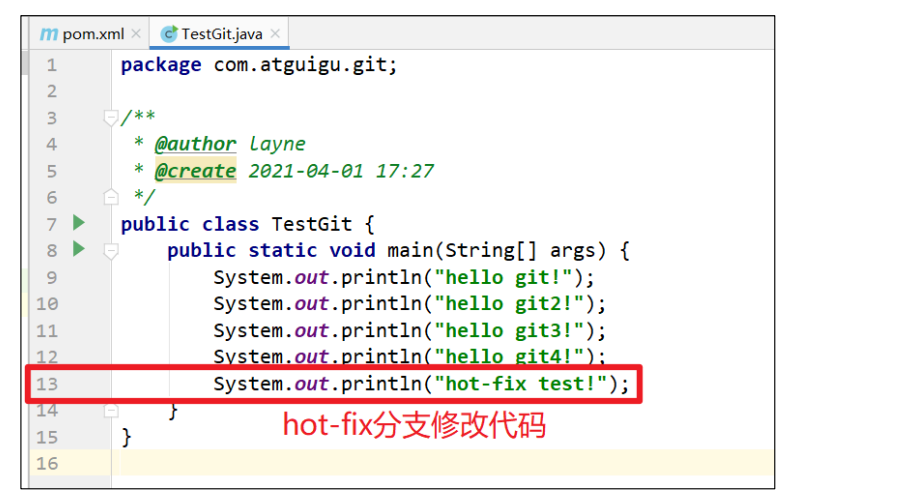 m pom.xml × C TestGit.java ×
1 package com.atguigu.git;
2
3 /**
4 * @author layne
5 * @create 2021-04-01 17:27
6 */
7 public class TestGit {
8 public static void main(String[] args) {
9 System.out.println("hello git!");
10 System.out.println("hello git2!");
11 System.out.println("hello git3!");
12 System.out.println("hello git4!");
13 System.out.println("hot-fix test!");
14 }
hot-fix分支修改代码
15 }
16